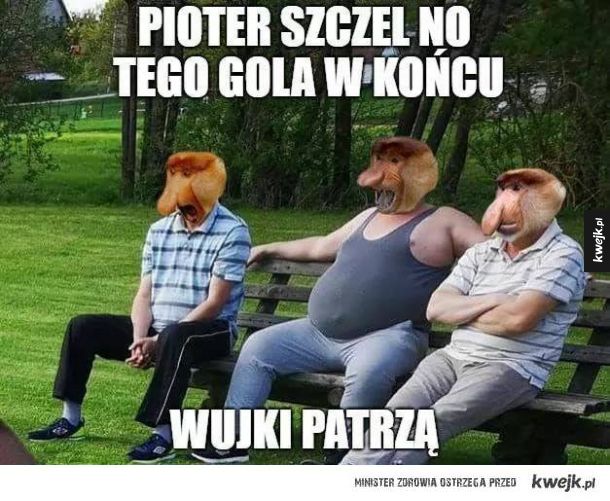 PIOTER SZCZEL NO
TEGO GOLA W KOŃCU
kwejk.pl
WUJKI PATRZĄ
MINISTER ZDROWIA OSTRZEGA PRZED kwejk.pl